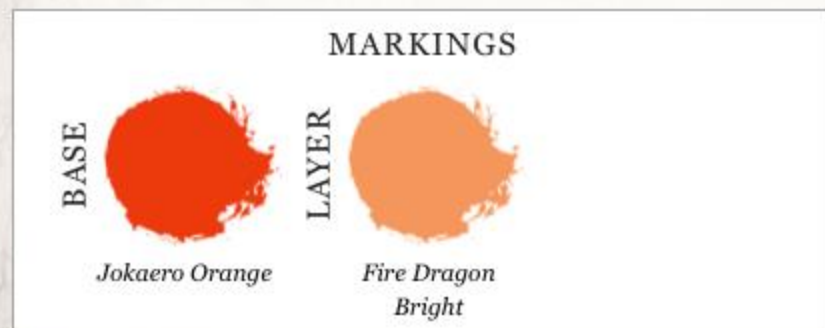 MARKINGS
BASE
Jokaero Orange
LAYER
Fire Dragon
Bright